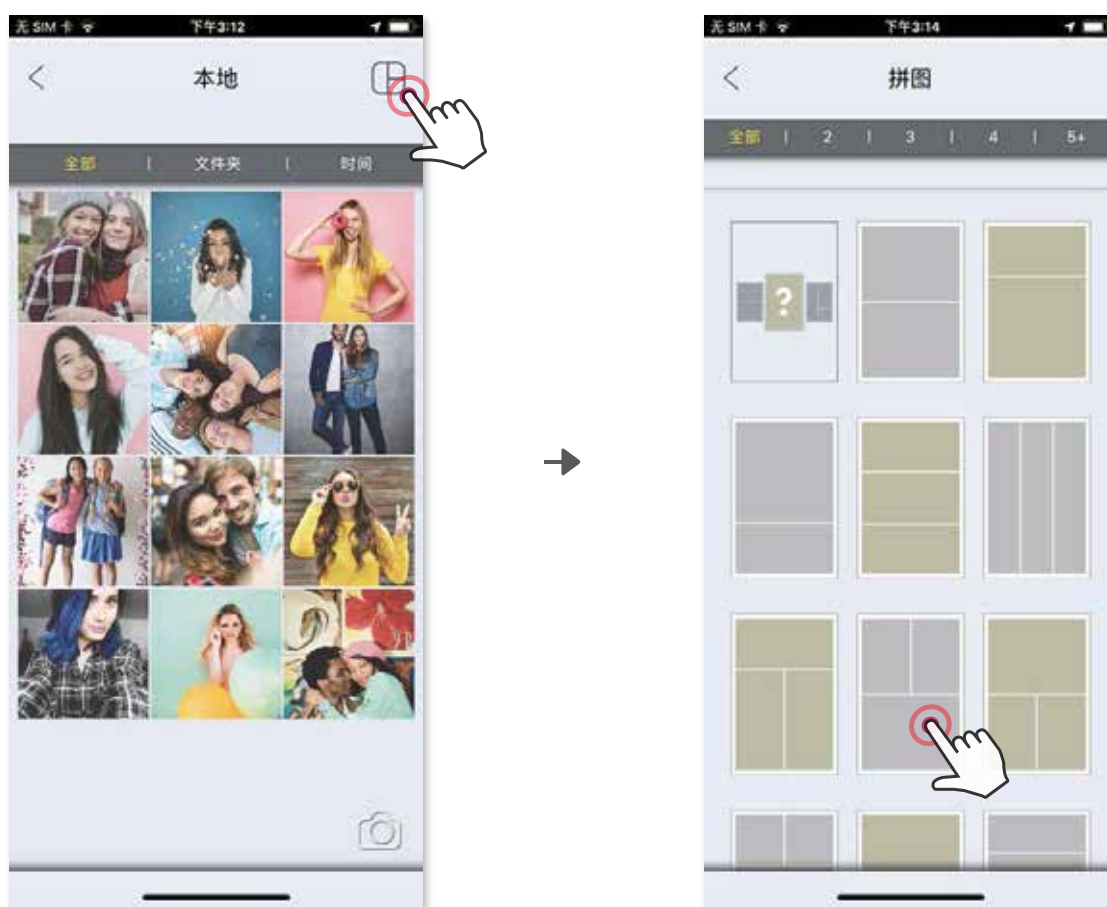 无 SIM 卡 下午3:12
本地
全部 | 文件夹 | 时间
无 SIM 卡 下午3:14
拼图
全部 | 2 | 3 | 4 | 5+
?